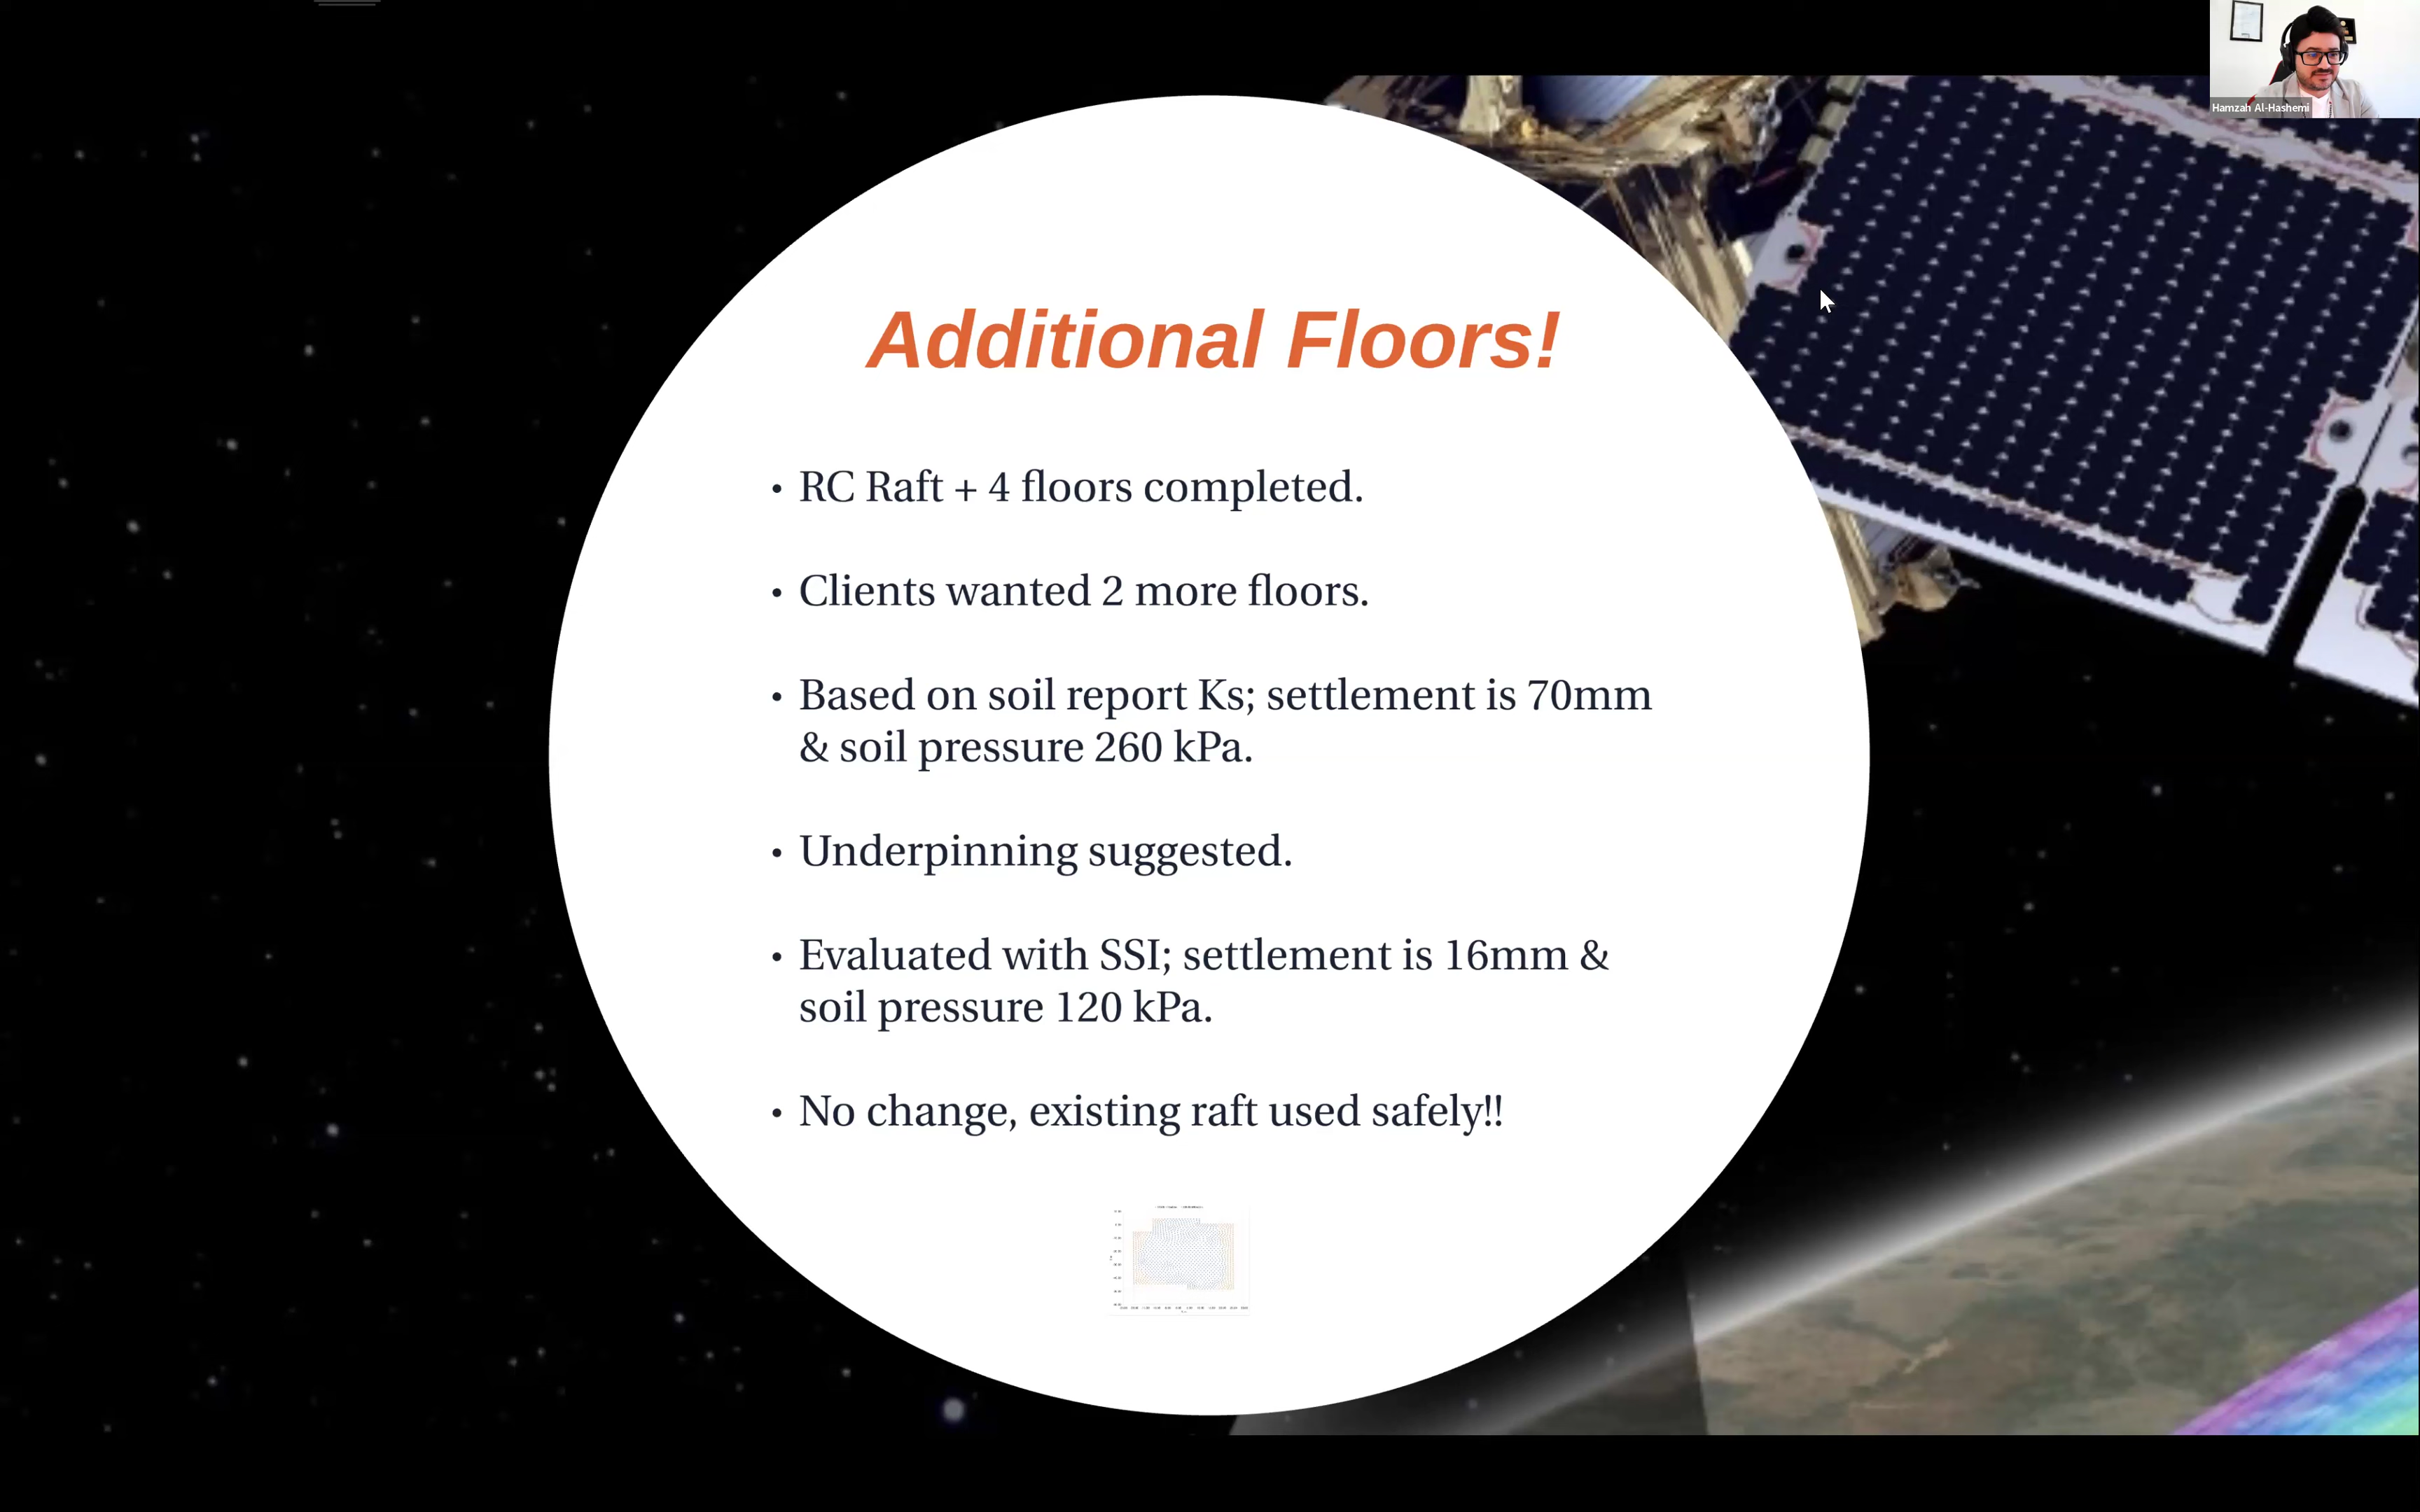 Hamzah Al-Hashemi
Additional Floors!
• RC Raft + 4 floors completed.
• Clients wanted 2 more floors.
• Based on soil report Ks; settlement is 70mm
& soil pressure 260 kPa.
• Underpinning suggested.
• Evaluated with SSI; settlement is 16mm &
soil pressure 120 kPa.
• No change, existing raft used safely!!